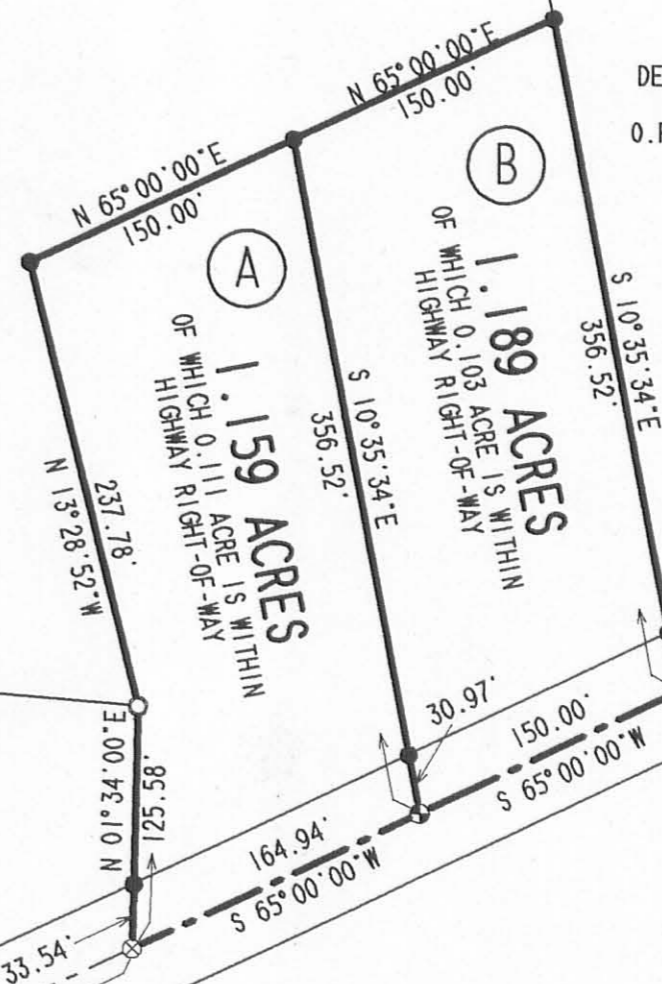 N 65°00'00"E
150.00'
DE
O.F
N 65°00'00"E
150.00'
B
1.189 ACRES
OF WHICH 0.103 ACRE IS WITHIN
HIGHWAY RIGHT-OF-WAY
S 10°35'34"E
356.52'
A
1.159 ACRES
OF WHICH 0.111 ACRE IS WITHIN
HIGHWAY RIGHT-OF-WAY
S 10°35'34"E
356.52'
237.78'
N 13°28'52"W
N 01°34'00"E
125.58'
30.97'
150.00'
S 65°00'00"W
164.94'
S 65°00'00"W
33.54'